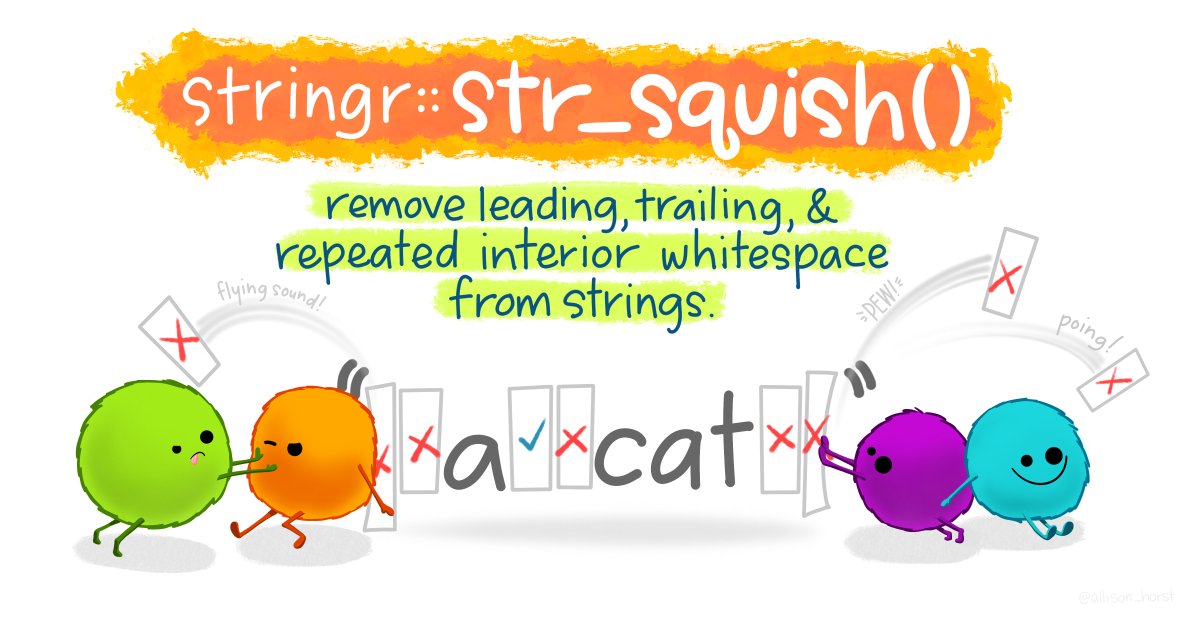 stringr::str_squish()
remove leading, trailing, &
repeated interior whitespace
from strings.
flying sound!
PEW!
poing!
a cat
@allison_horst